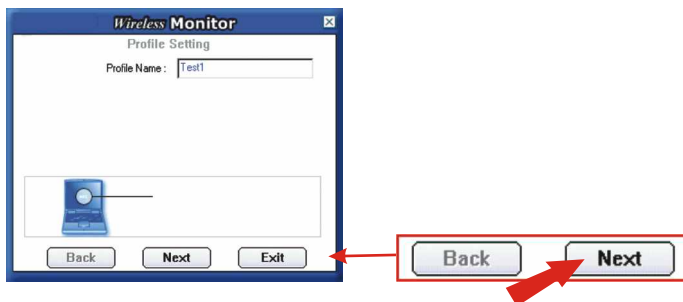 Wireless Monitor
Profile Setting
Profile Name : Test1
Back Next Exit
Back Next